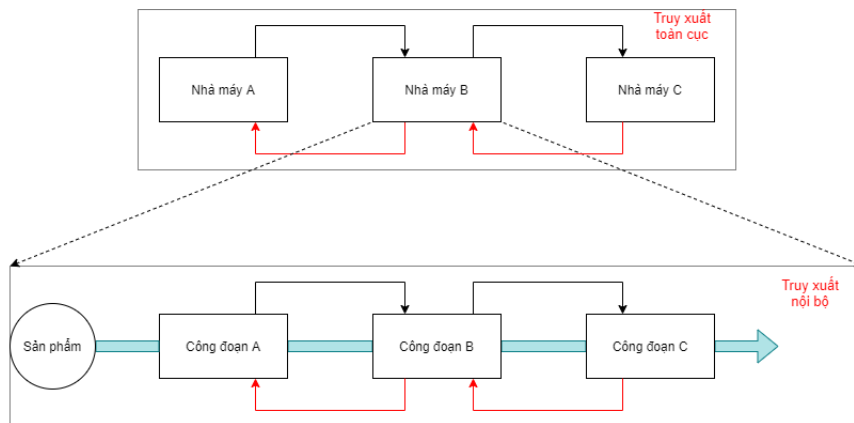 Truy xuất
toàn cục
Nhà máy A
Nhà máy B
Nhà máy C
Truy xuất
nội bộ
Sản phẩm
Công đoạn A
Công đoạn B
Công đoạn C